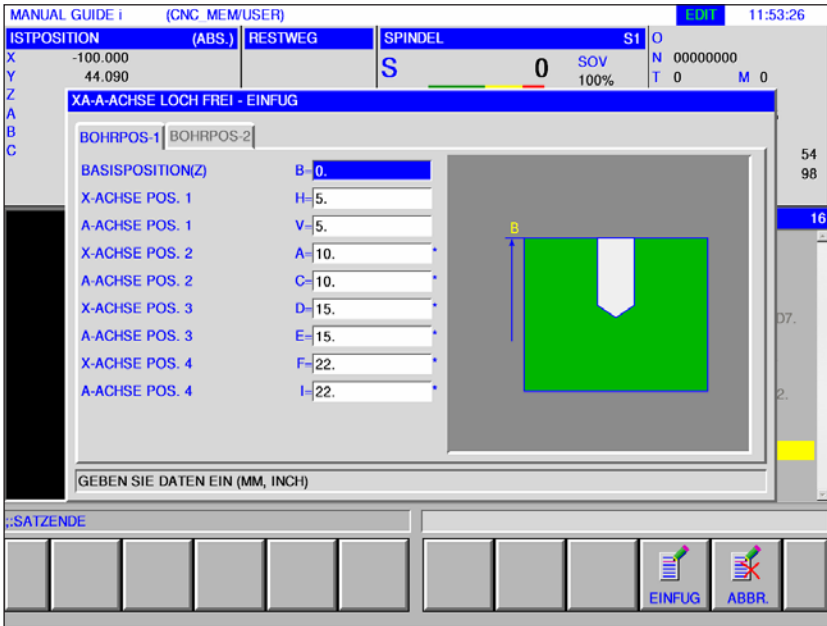 MANUAL GUIDE i (CNC_MEM/USER) EDIT 11:53:26
ISTPOSITION (ABS.) RESTWEG SPINDEL S1 O
X -100.000 N 00000000
Y 44.090 S 0 SOV 100% T 0 M 0
Z
A
B
C
54
98
16
07.
2.
XA-A-ACHSE LOCH FREI - EINFUG
BOHRPOS-1 BOHRPOS-2
BASISPOSITION(Z) B=0.
X-ACHSE POS. 1 H=5.
A-ACHSE POS. 1 V=5.
X-ACHSE POS. 2 A=10. *
A-ACHSE POS. 2 C=10. *
X-ACHSE POS. 3 D=15. *
A-ACHSE POS. 3 E=15. *
X-ACHSE POS. 4 F=22. *
A-ACHSE POS. 4 I=22. *
B
GEBEN SIE DATEN EIN (MM, INCH)
;:SATZENDE
EINFUG ABBR.